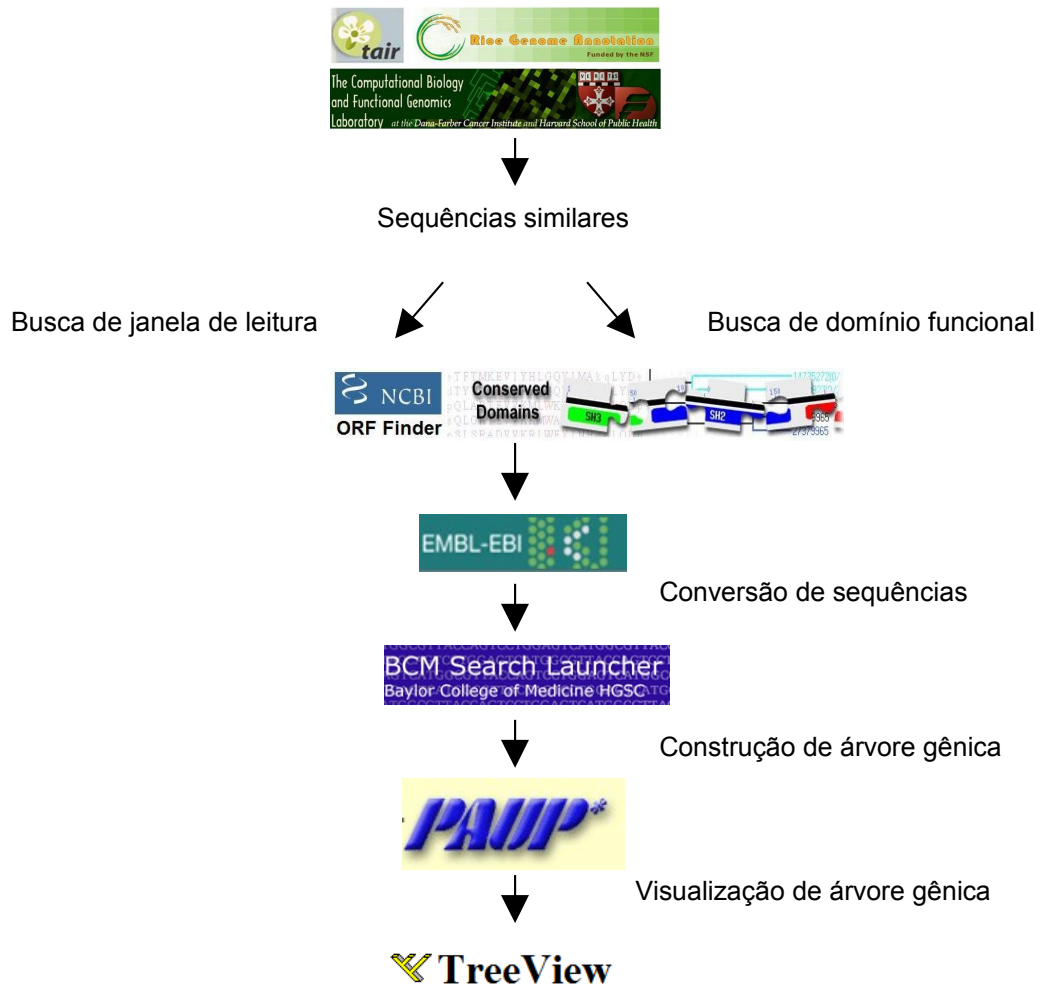 tair
Rice Genome Annotation
Funded by the NSF
The Computational Biology
and Functional Genomics
Laboratory at the Dana-Farber Cancer Institute and Harvard School of Public Health
Sequências similares
Busca de janela de leitura
Busca de domínio funcional
NCBI
ORF Finder
Conserved
Domains
SH3
SH2
27379965
EMBL-EBI
Conversão de sequências
BCM Search Launcher
Baylor College of Medicine HGSC
Construção de árvore gênica
PAUP*
Visualização de árvore gênica
TreeView